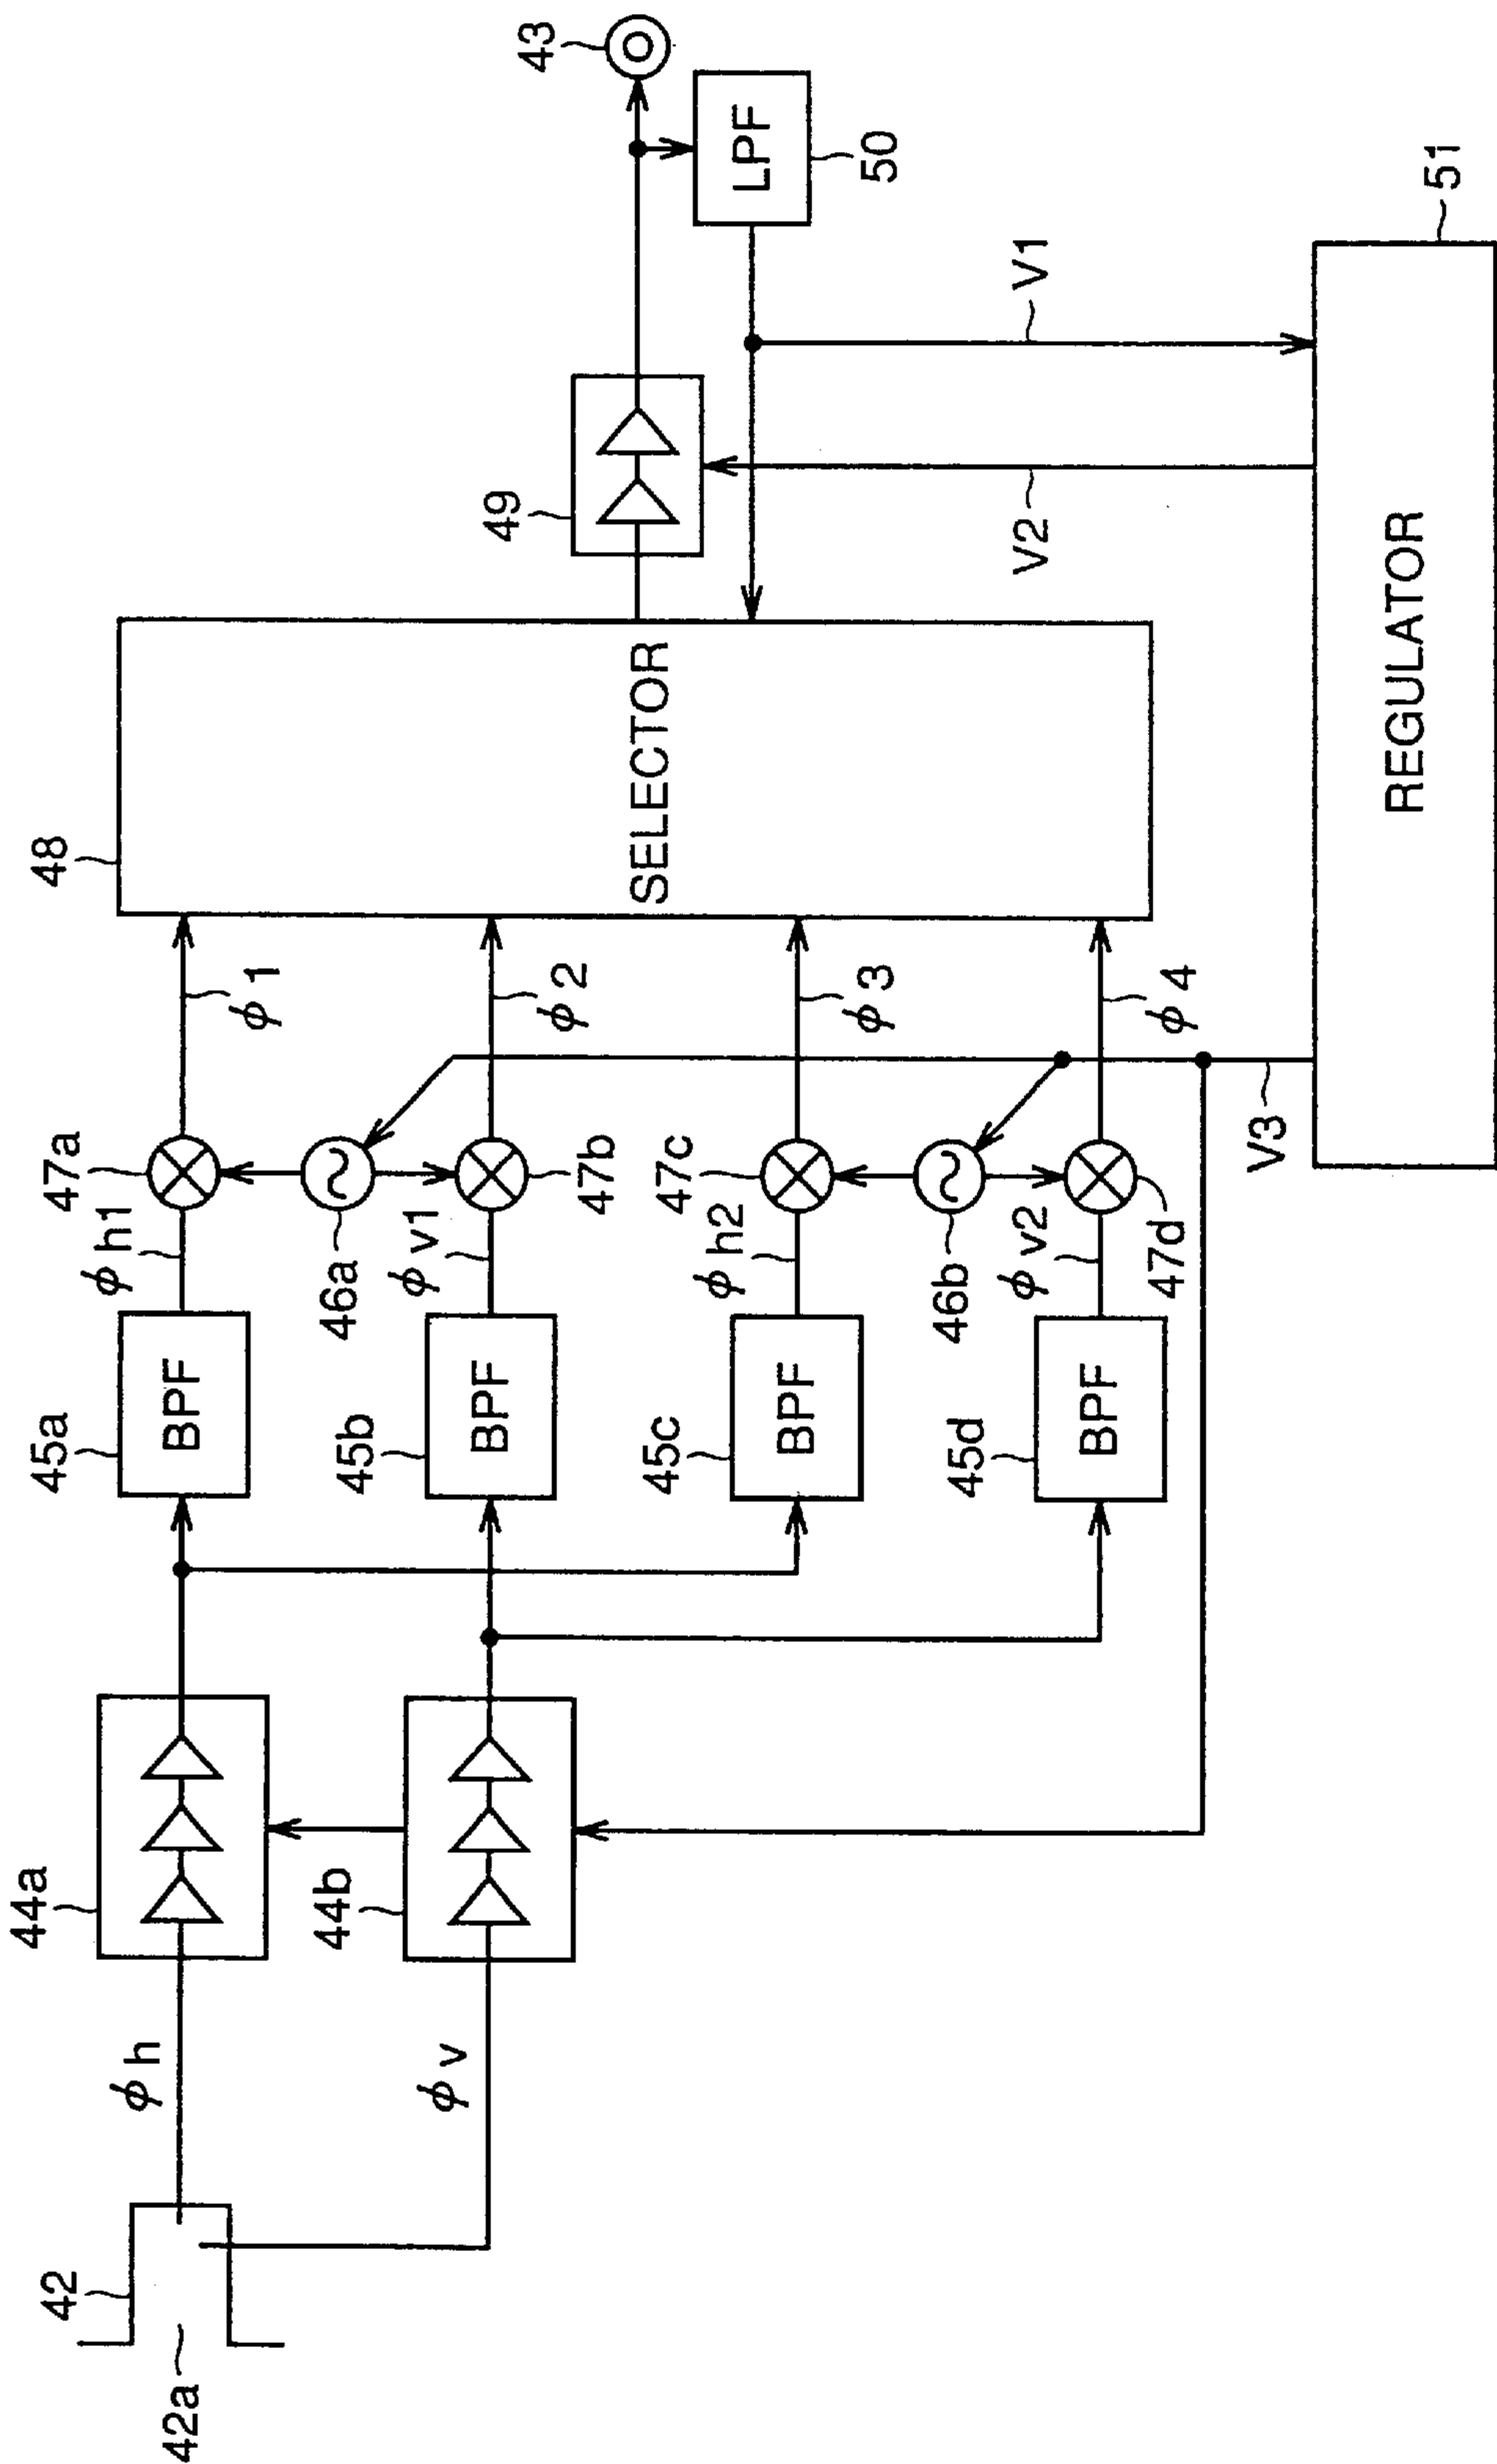 42
42a
φh
φv
44a
44b
45a
BPF
45b
BPF
45c
BPF
45d
BPF
φh1
φv1
φh2
φv2
47a
46a
47b
47c
46b
47d
φ1
φ2
φ3
φ4
V3
48
SELECTOR
49
V2
V1
REGULATOR
51
43
LPF
50